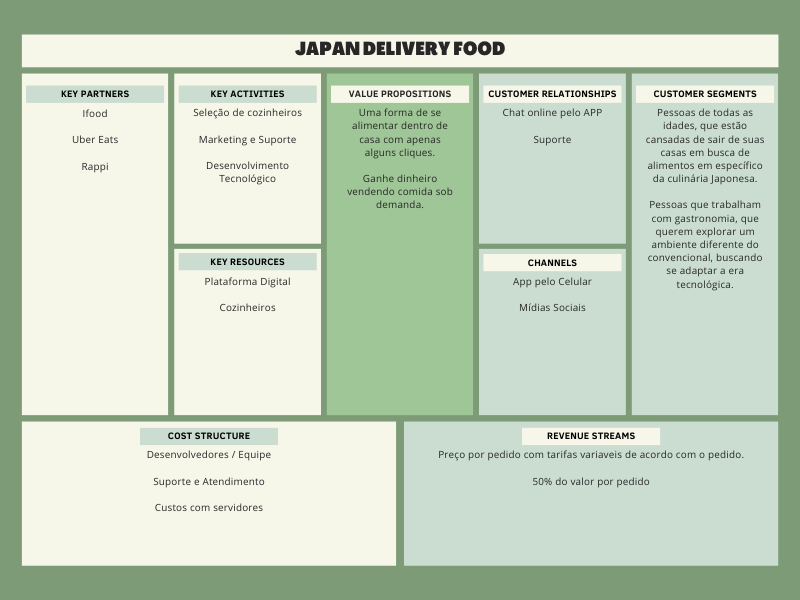 JAPAN DELIVERY FOOD
KEY PARTNERS
Ifood
Uber Eats
Rappi
KEY ACTIVITIES
Seleção de cozinheiros
Marketing e Suporte
Desenvolvimento
Tecnológico
KEY RESOURCES
Plataforma Digital
Cozinheiros
VALUE PROPOSITIONS
Uma forma de se
alimentar dentro de
casa com apenas
alguns cliques.
Ganhe dinheiro
vendendo comida sob
demanda.
CUSTOMER RELATIONSHIPS
Chat online pelo APP
Suporte
CHANNELS
App pelo Celular
Mídias Sociais
CUSTOMER SEGMENTS
Pessoas de todas as
idades, que estão
cansadas de sair de suas
casas em busca de
alimentos em específico
da culinária Japonesa.
Pessoas que trabalham
com gastronomia, que
querem explorar um
ambiente diferente do
convencional, buscando
se adaptar a era
tecnológica.
COST STRUCTURE
Desenvolvedores / Equipe
Suporte e Atendimento
Custos com servidores
REVENUE STREAMS
Preço por pedido com tarifas variaveis de acordo com o pedido.
50% do valor por pedido